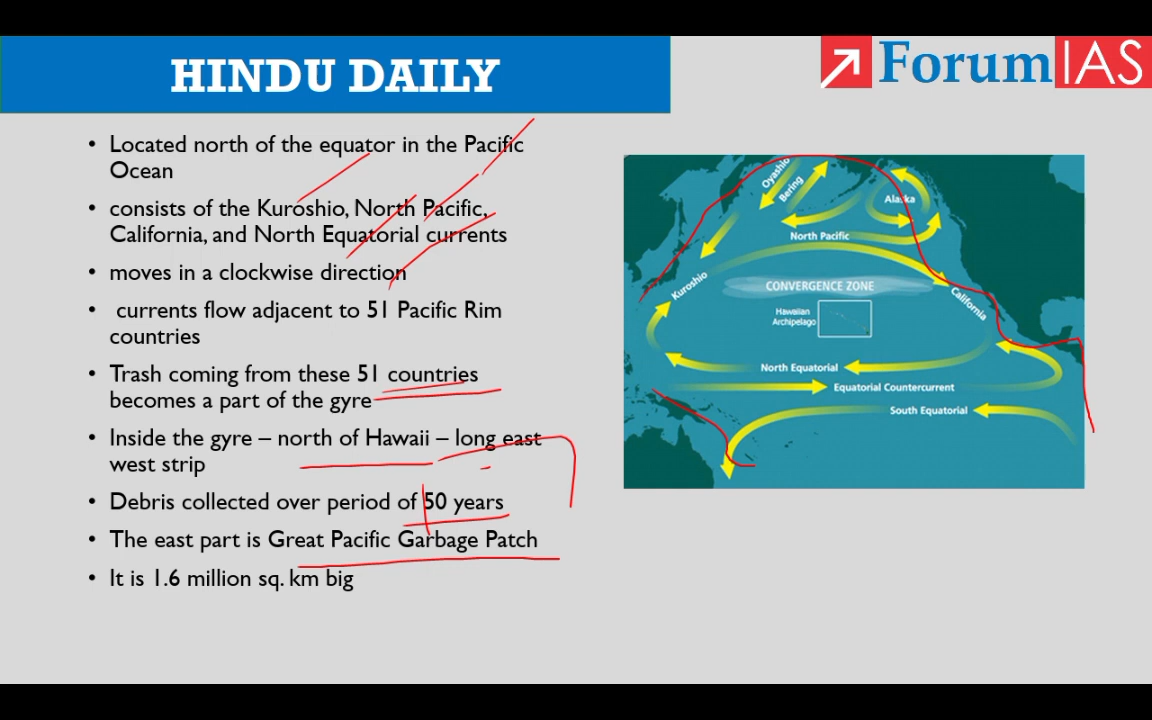 HINDU DAILY
ForumIAS
• Located north of the equator in the Pacific
Ocean
• consists of the Kuroshio, North Pacific,
California, and North Equatorial currents
• moves in a clockwise direction
• currents flow adjacent to 51 Pacific Rim
countries
• Trash coming from these 51 countries
becomes a part of the gyre
• Inside the gyre – north of Hawaii – long east
west strip
• Debris collected over period of 50 years
• The east part is Great Pacific Garbage Patch
• It is 1.6 million sq. km big
Oyashio
Bering
Alaska
North Pacific
Kuroshio
CONVERGENCE ZONE
California
Hawaiian
Archipelago
North Equatorial
Equatorial Countercurrent
South Equatorial